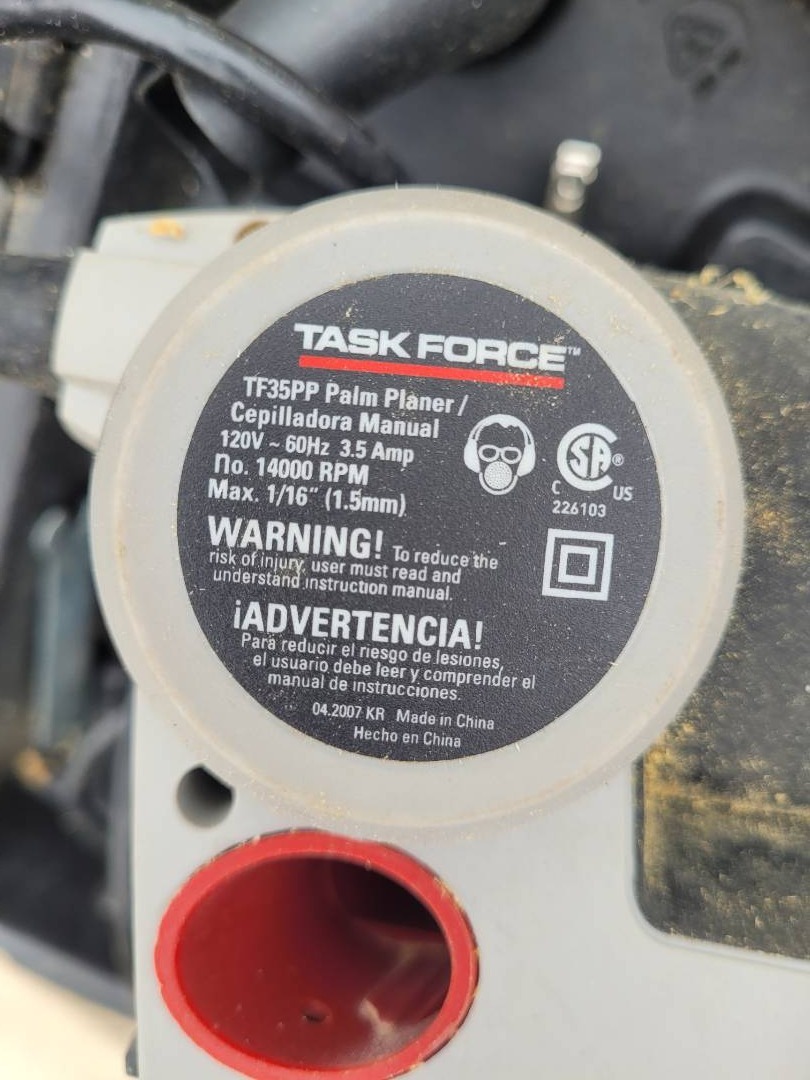 TASK FORCE™
TF35PP Palm Planer /
Cepilladora Manual
120V ~ 60Hz 3.5 Amp
no. 14000 RPM
Max. 1/16" (1.5mm)
CSA®
C US
226103
WARNING! To reduce the
risk of injury, user must read and
understand instruction manual.
¡ADVERTENCIA!
Para reducir el riesgo de lesiones,
el usuario debe leer y comprender el
manual de instrucciones.
04.2007 KR Made in China
Hecho en China